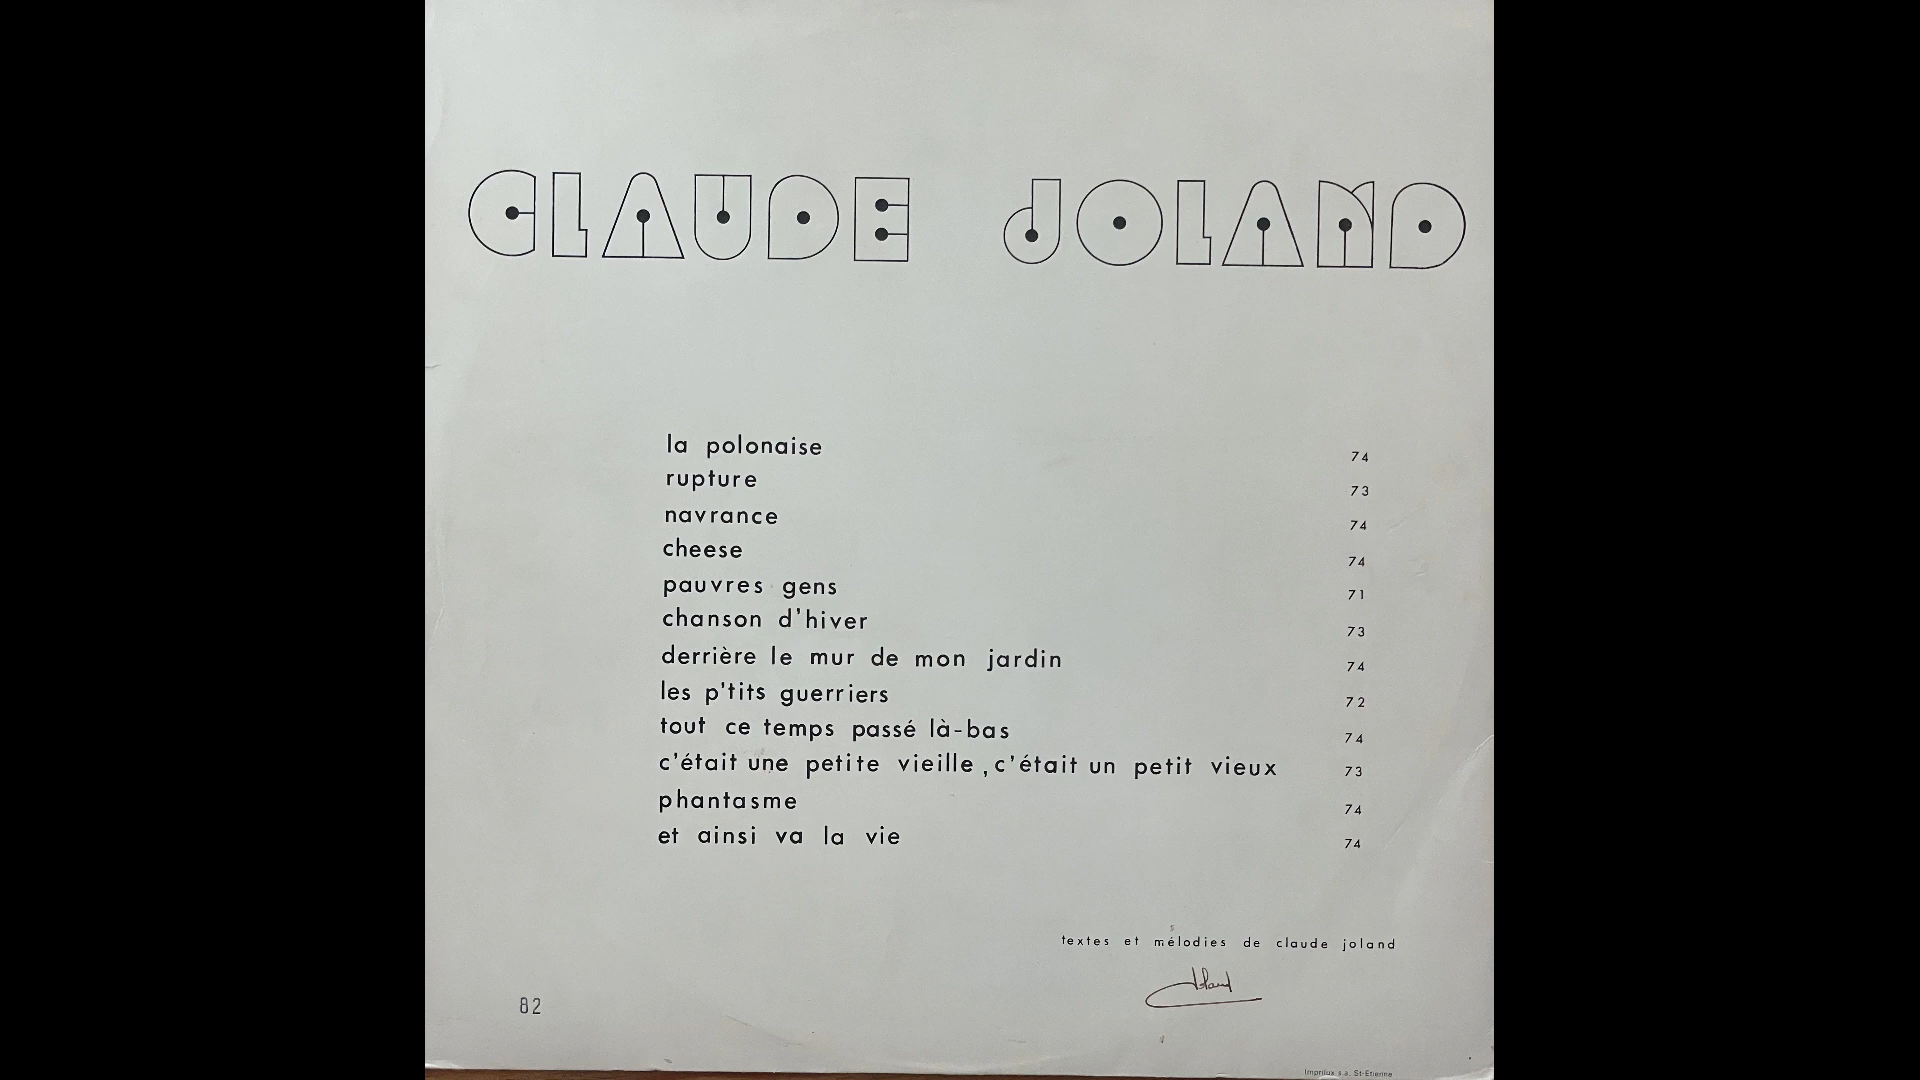 CLAUDE JOLAND
la polonaise 74
rupture 73
navrance 74
cheese 74
pauvres gens 71
chanson d'hiver 73
derrière le mur de mon jardin 74
les p'tits guerriers 72
tout ce temps passé là-bas 74
c'était une petite vieille, c'était un petit vieux 73
phantasme 74
et ainsi va la vie 74
textes et mélodies de claude joland
Joland
82
Imprilux s.a. St-Etienne